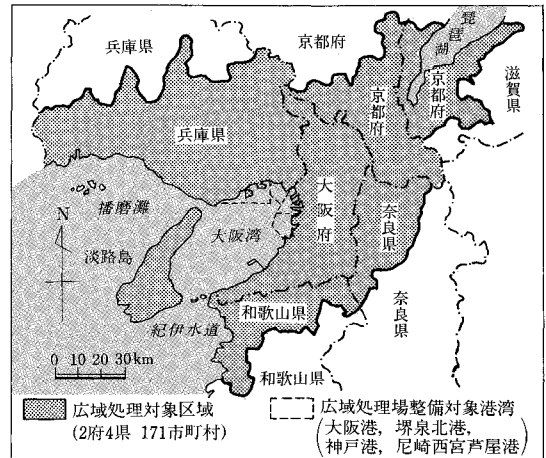 兵庫県
京都府
琵琶湖
滋賀県
京都府
京都府
兵庫県
大阪府
奈良県
播磨灘
大阪湾
N
淡路島
奈良県
和歌山県
紀伊水道
0 10 20 30km
和歌山県
広域処理対象区域
(2府4県 171市町村)
広域処理場整備対象港湾
(大阪港, 堺泉北港,
神戸港, 尼崎西宮芦屋港)